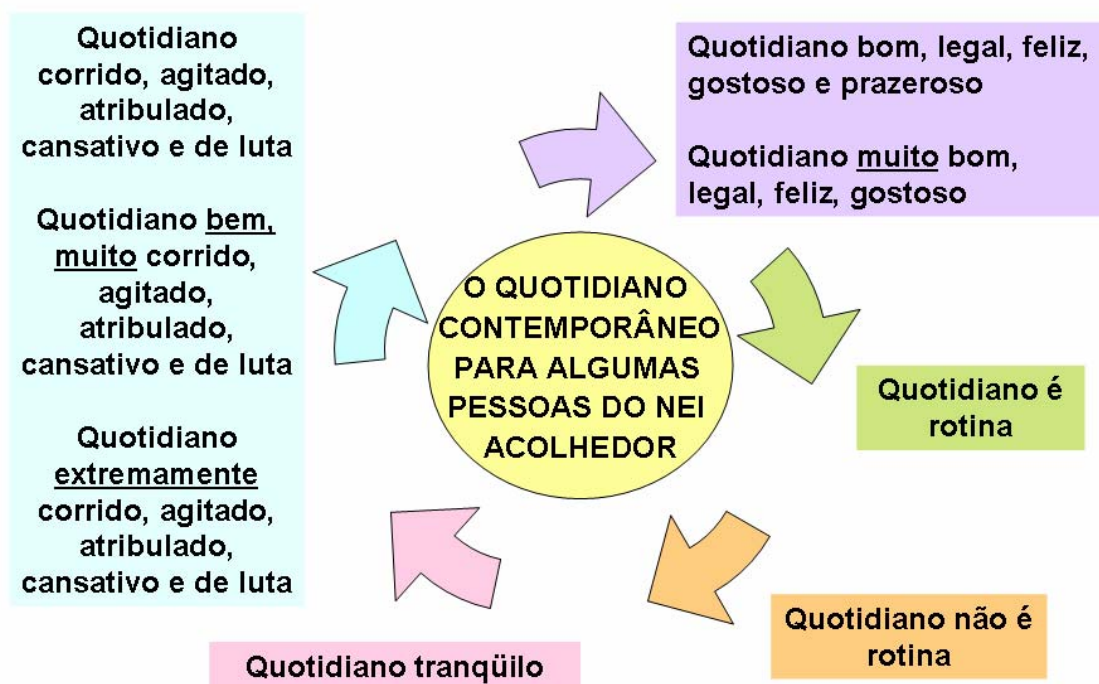 Quotidiano
corrido, agitado,
atribulado,
cansativo e de luta
Quotidiano bem,
muito corrido,
agitado,
atribulado,
cansativo e de luta
Quotidiano
extremamente
corrido, agitado,
atribulado,
cansativo e de luta
Quotidiano bom, legal, feliz,
gostoso e prazeroso
Quotidiano muito bom,
legal, feliz, gostoso
O QUOTIDIANO
CONTEMPORÂNEO
PARA ALGUMAS
PESSOAS DO NEI
ACOLHEDOR
Quotidiano é
rotina
Quotidiano não é
rotina
Quotidiano tranqüilo